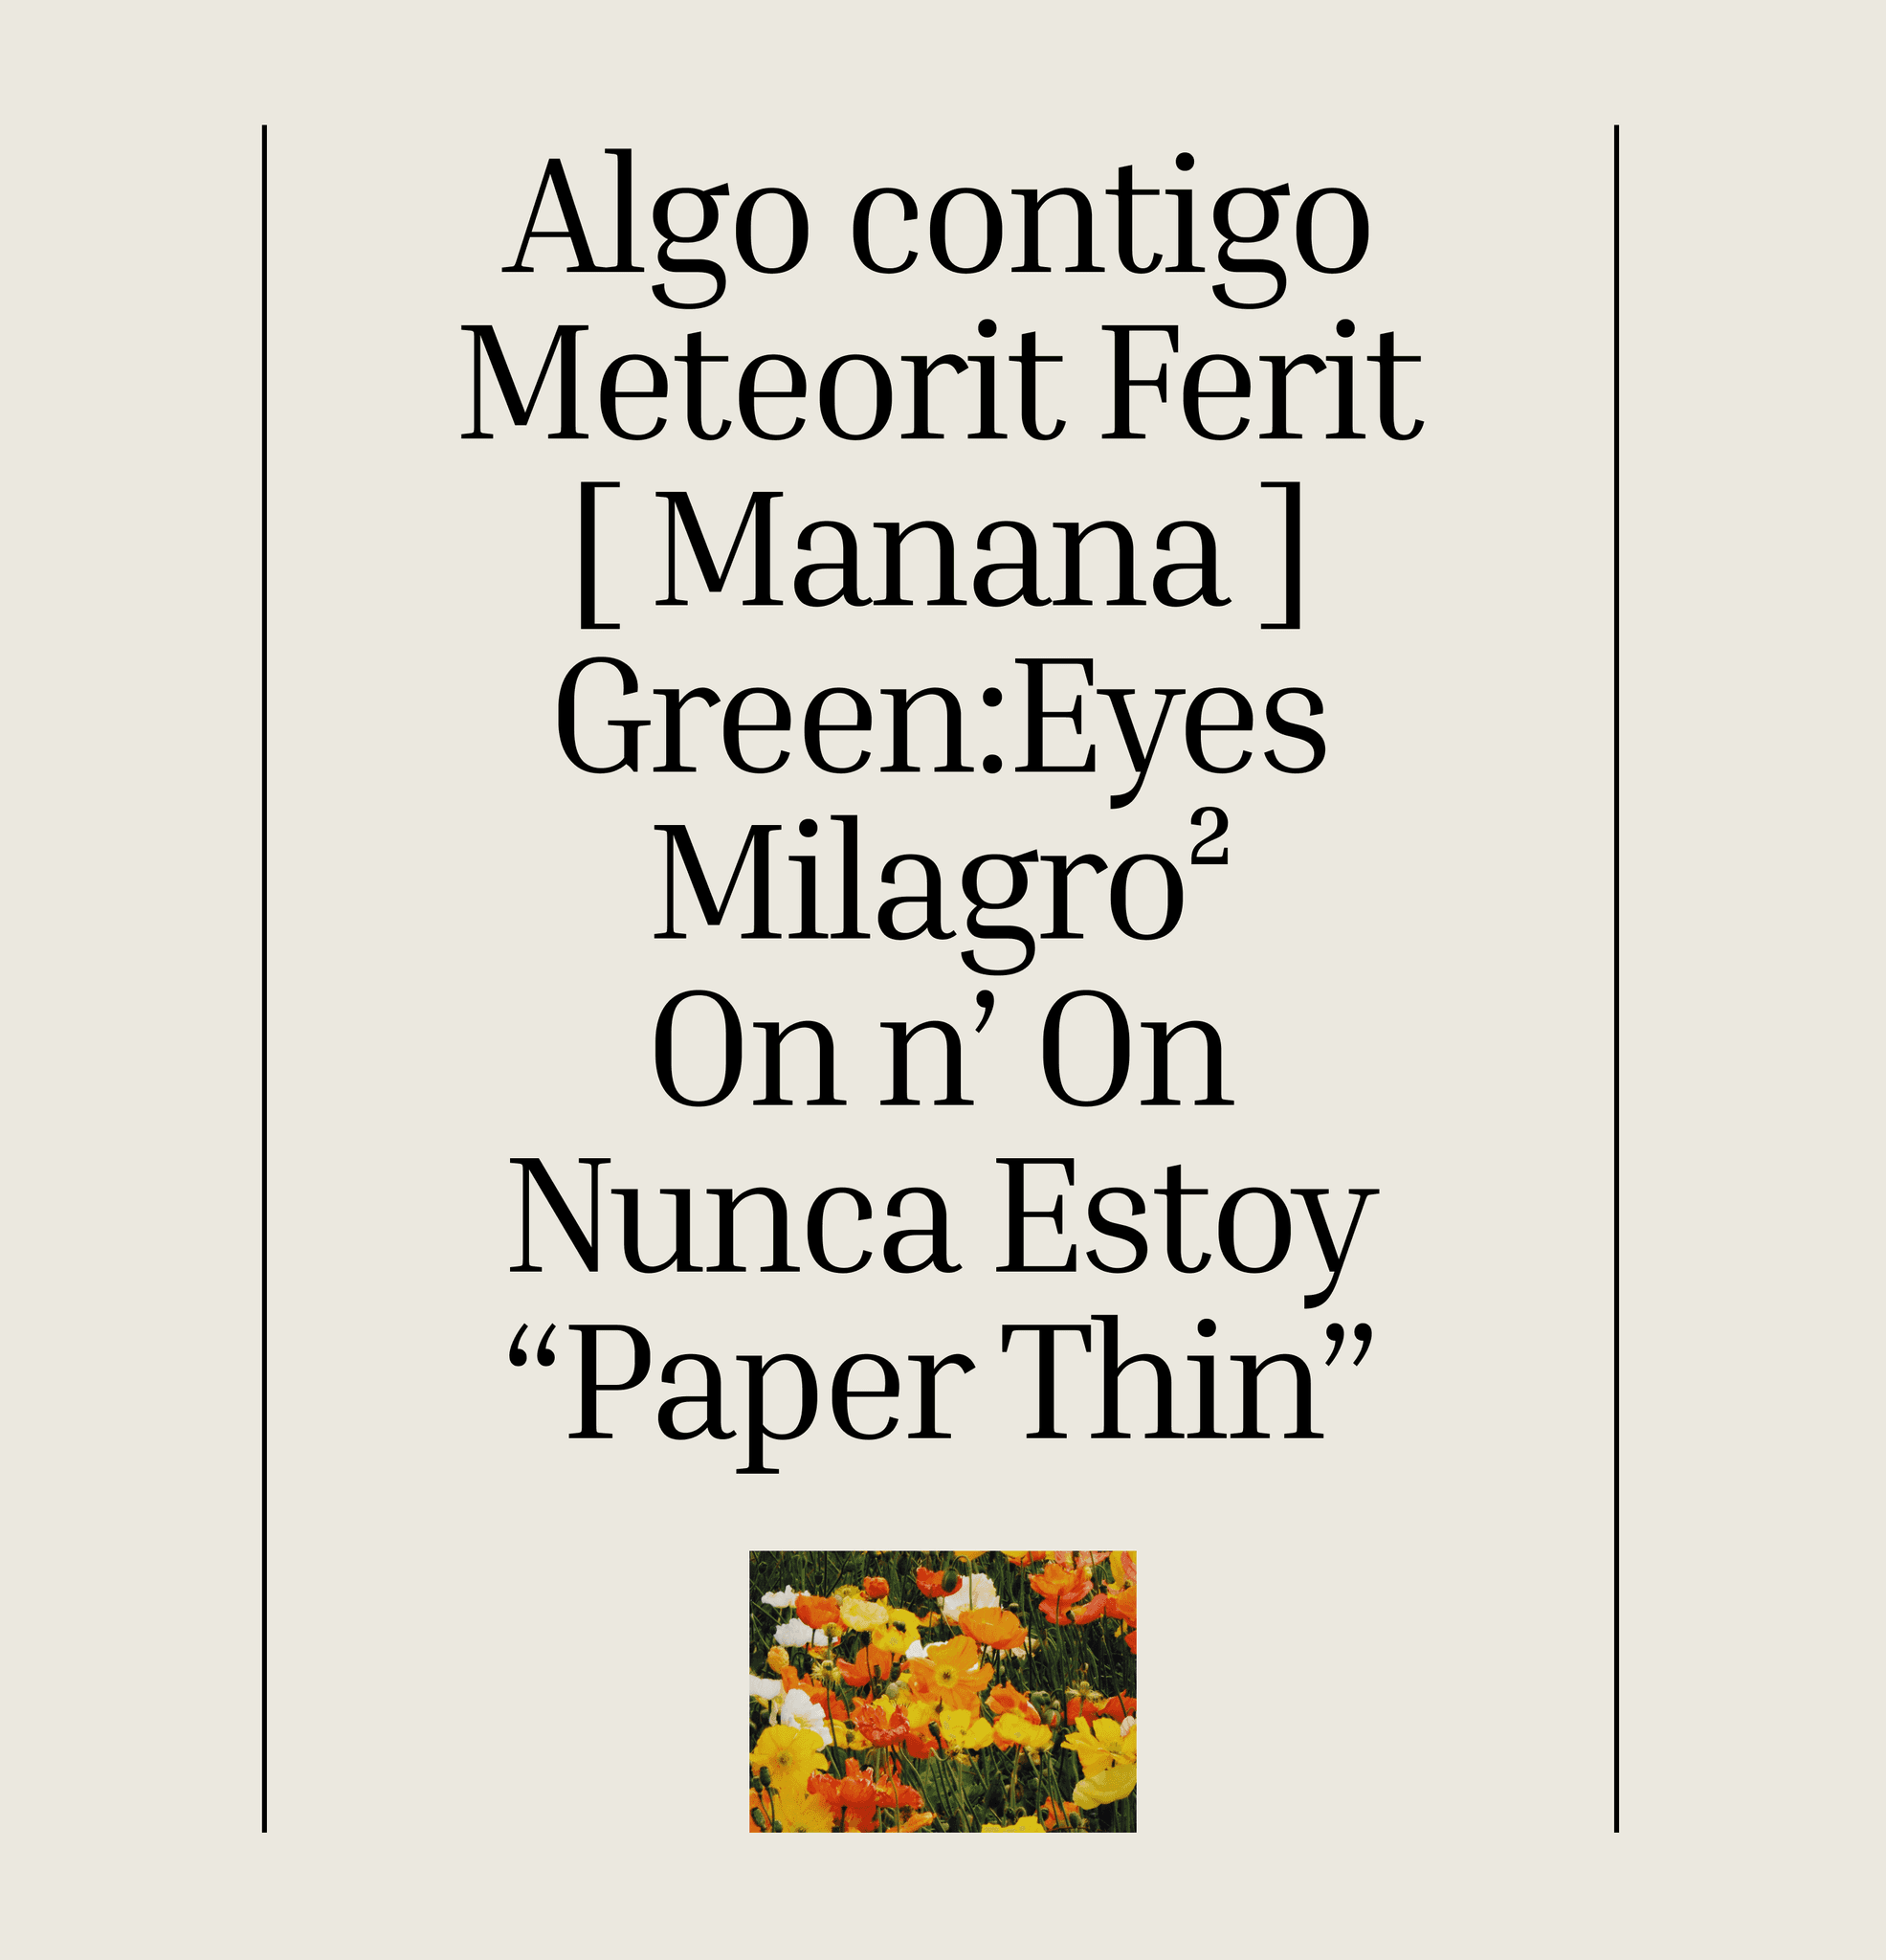 Algo contigo
Meteorit Ferit
[ Manana ]
Green:Eyes
Milagro²
On n’ On
Nunca Estoy
“Paper Thin”